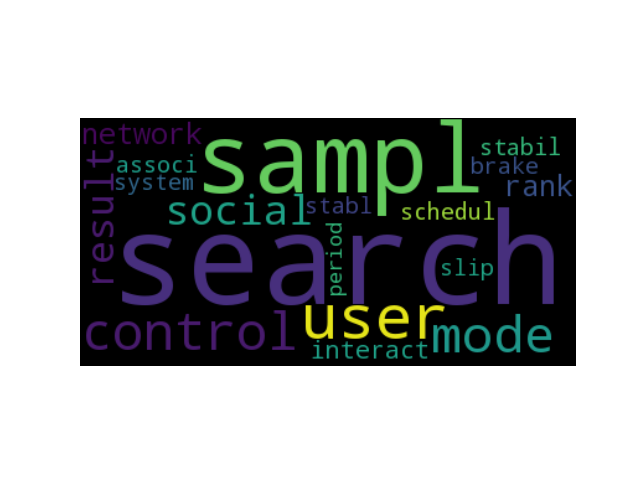 network
sampl
stabil
associ
brake
system
rank
result
social
stabl
schedul
search
period
slip
control
user
mode
interact